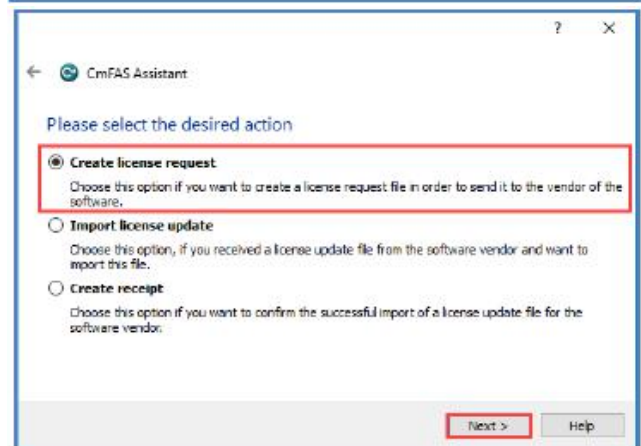 ? ×
← CmFAS Assistant
Please select the desired action
Create license request
Choose this option if you want to create a license request file in order to send it to the vendor of the
software.
Import license update
Choose this option, if you received a license update file from the software vendor and want to
import this file.
Create receipt
Choose this option if you want to confirm the successful import of a license update file for the
software vendor.
Next > Help